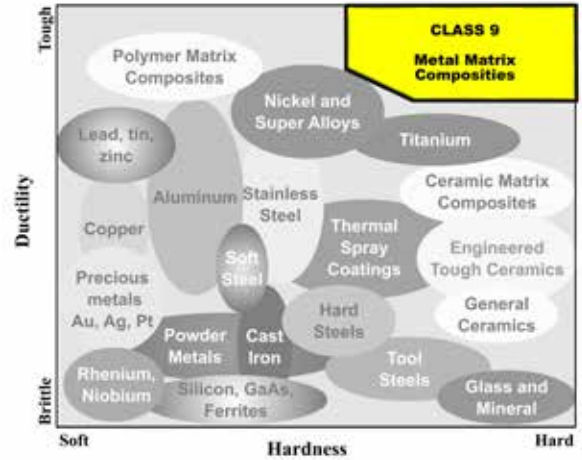 Tough
CLASS 9
Metal Matrix
Composities
Polymer Matrix
Composites
Nickel and
Super Alloys
Titanium
Lead, tin,
zinc
Ceramic Matrix
Composites
Aluminum
Stainless
Steel
Copper
Thermal
Spray
Coatings
Engineered
Tough Ceramics
Soft
Steel
Precious
metals
Au, Ag, Pt
Hard
Steels
General
Ceramics
Powder
Metals
Cast
Iron
Tool
Steels
Rhenium,
Niobium
Silicon, GaAs,
Ferrites
Glass and
Mineral
Ductility
Brittle
Soft
Hardness
Hard